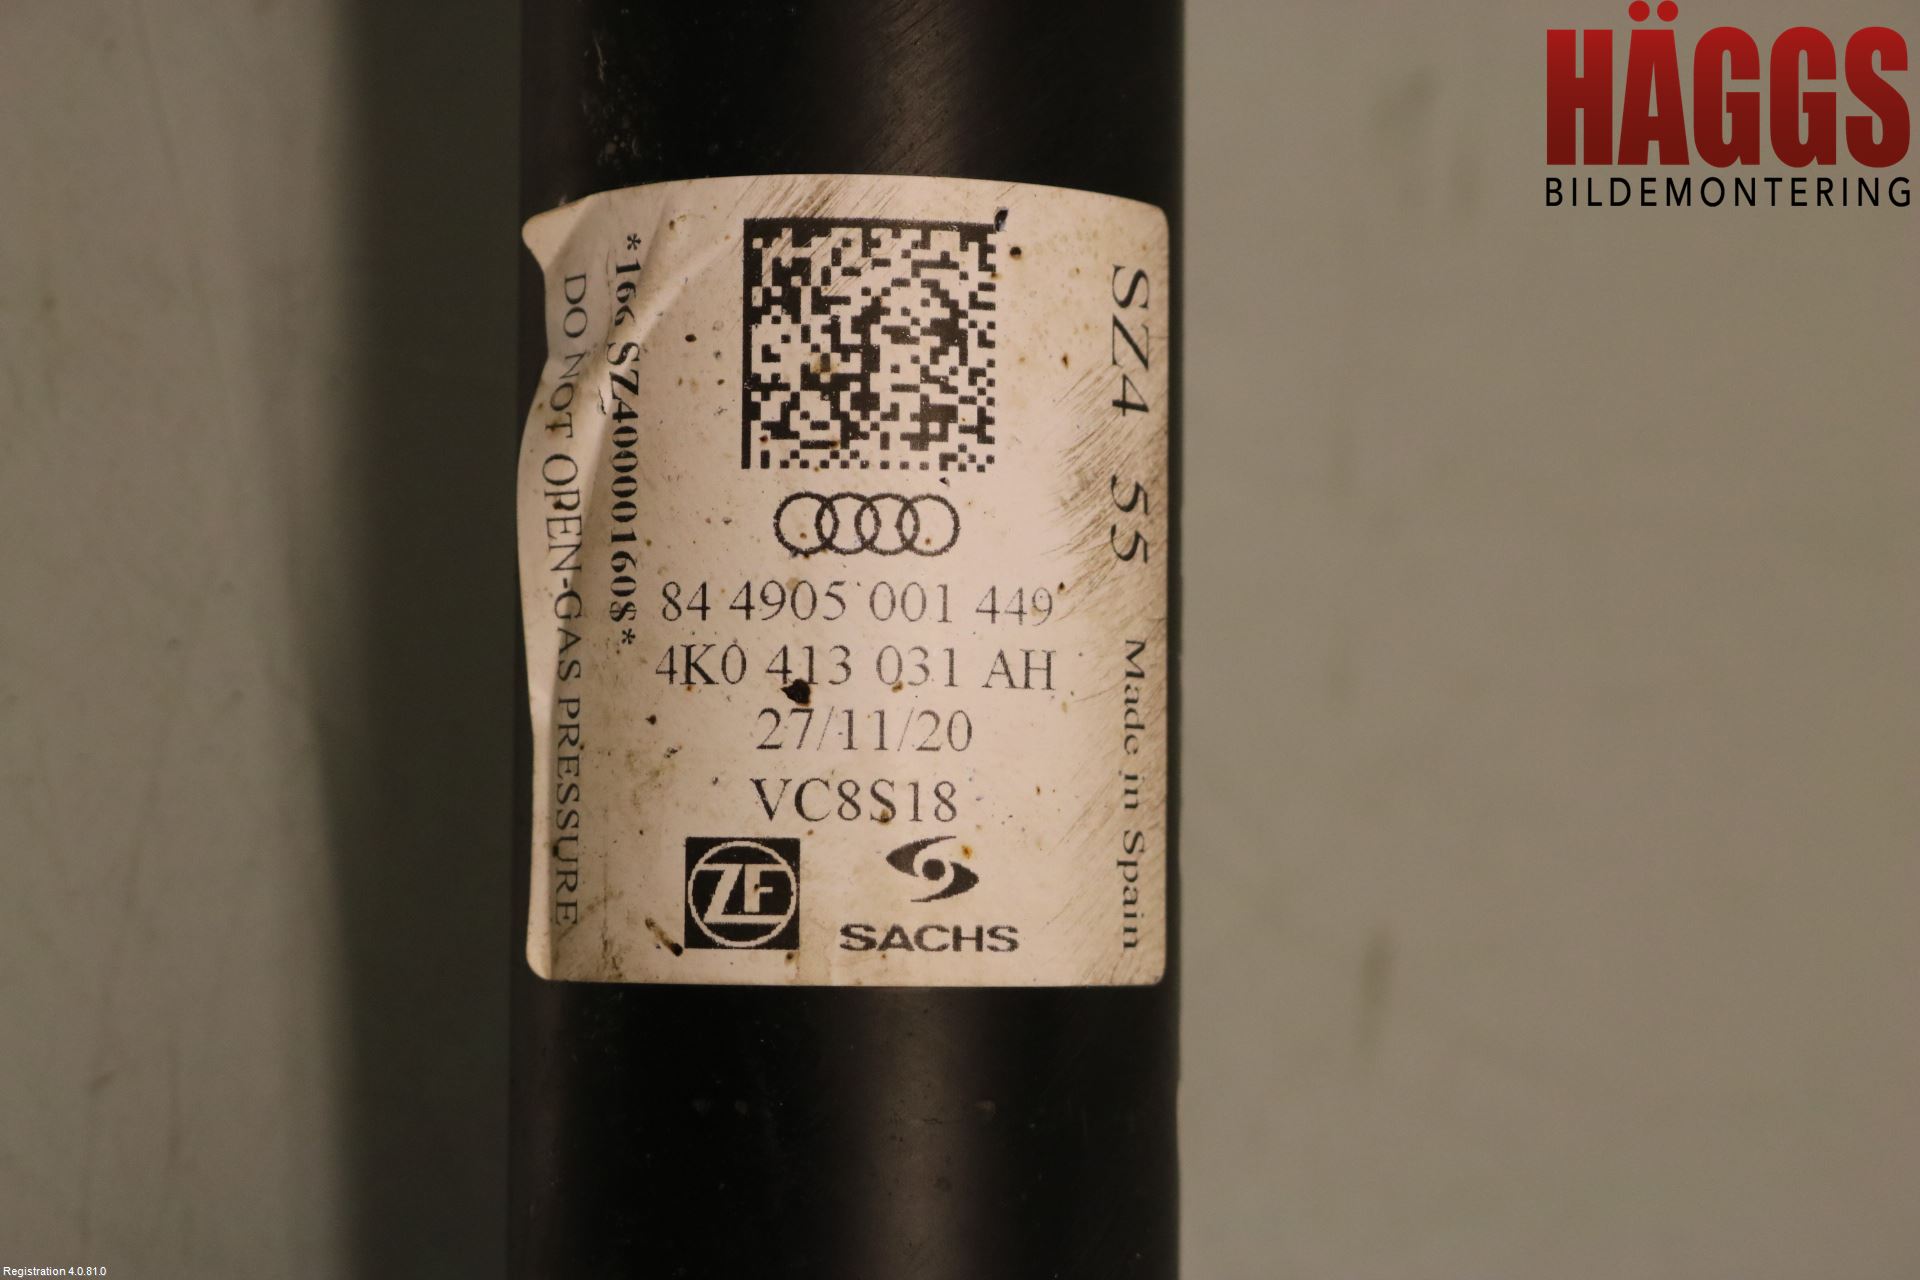 HÄGGS
BILDEMONTERING
DO NOT OPEN-GAS PRESSURE
*166 SZ400001608*
84 4905 001 449
4K0 413 031 AH
27/11/20
VC8S18
ZF
SACHS
SZ4 55 Made in Spain
Registration 4.0.81.0